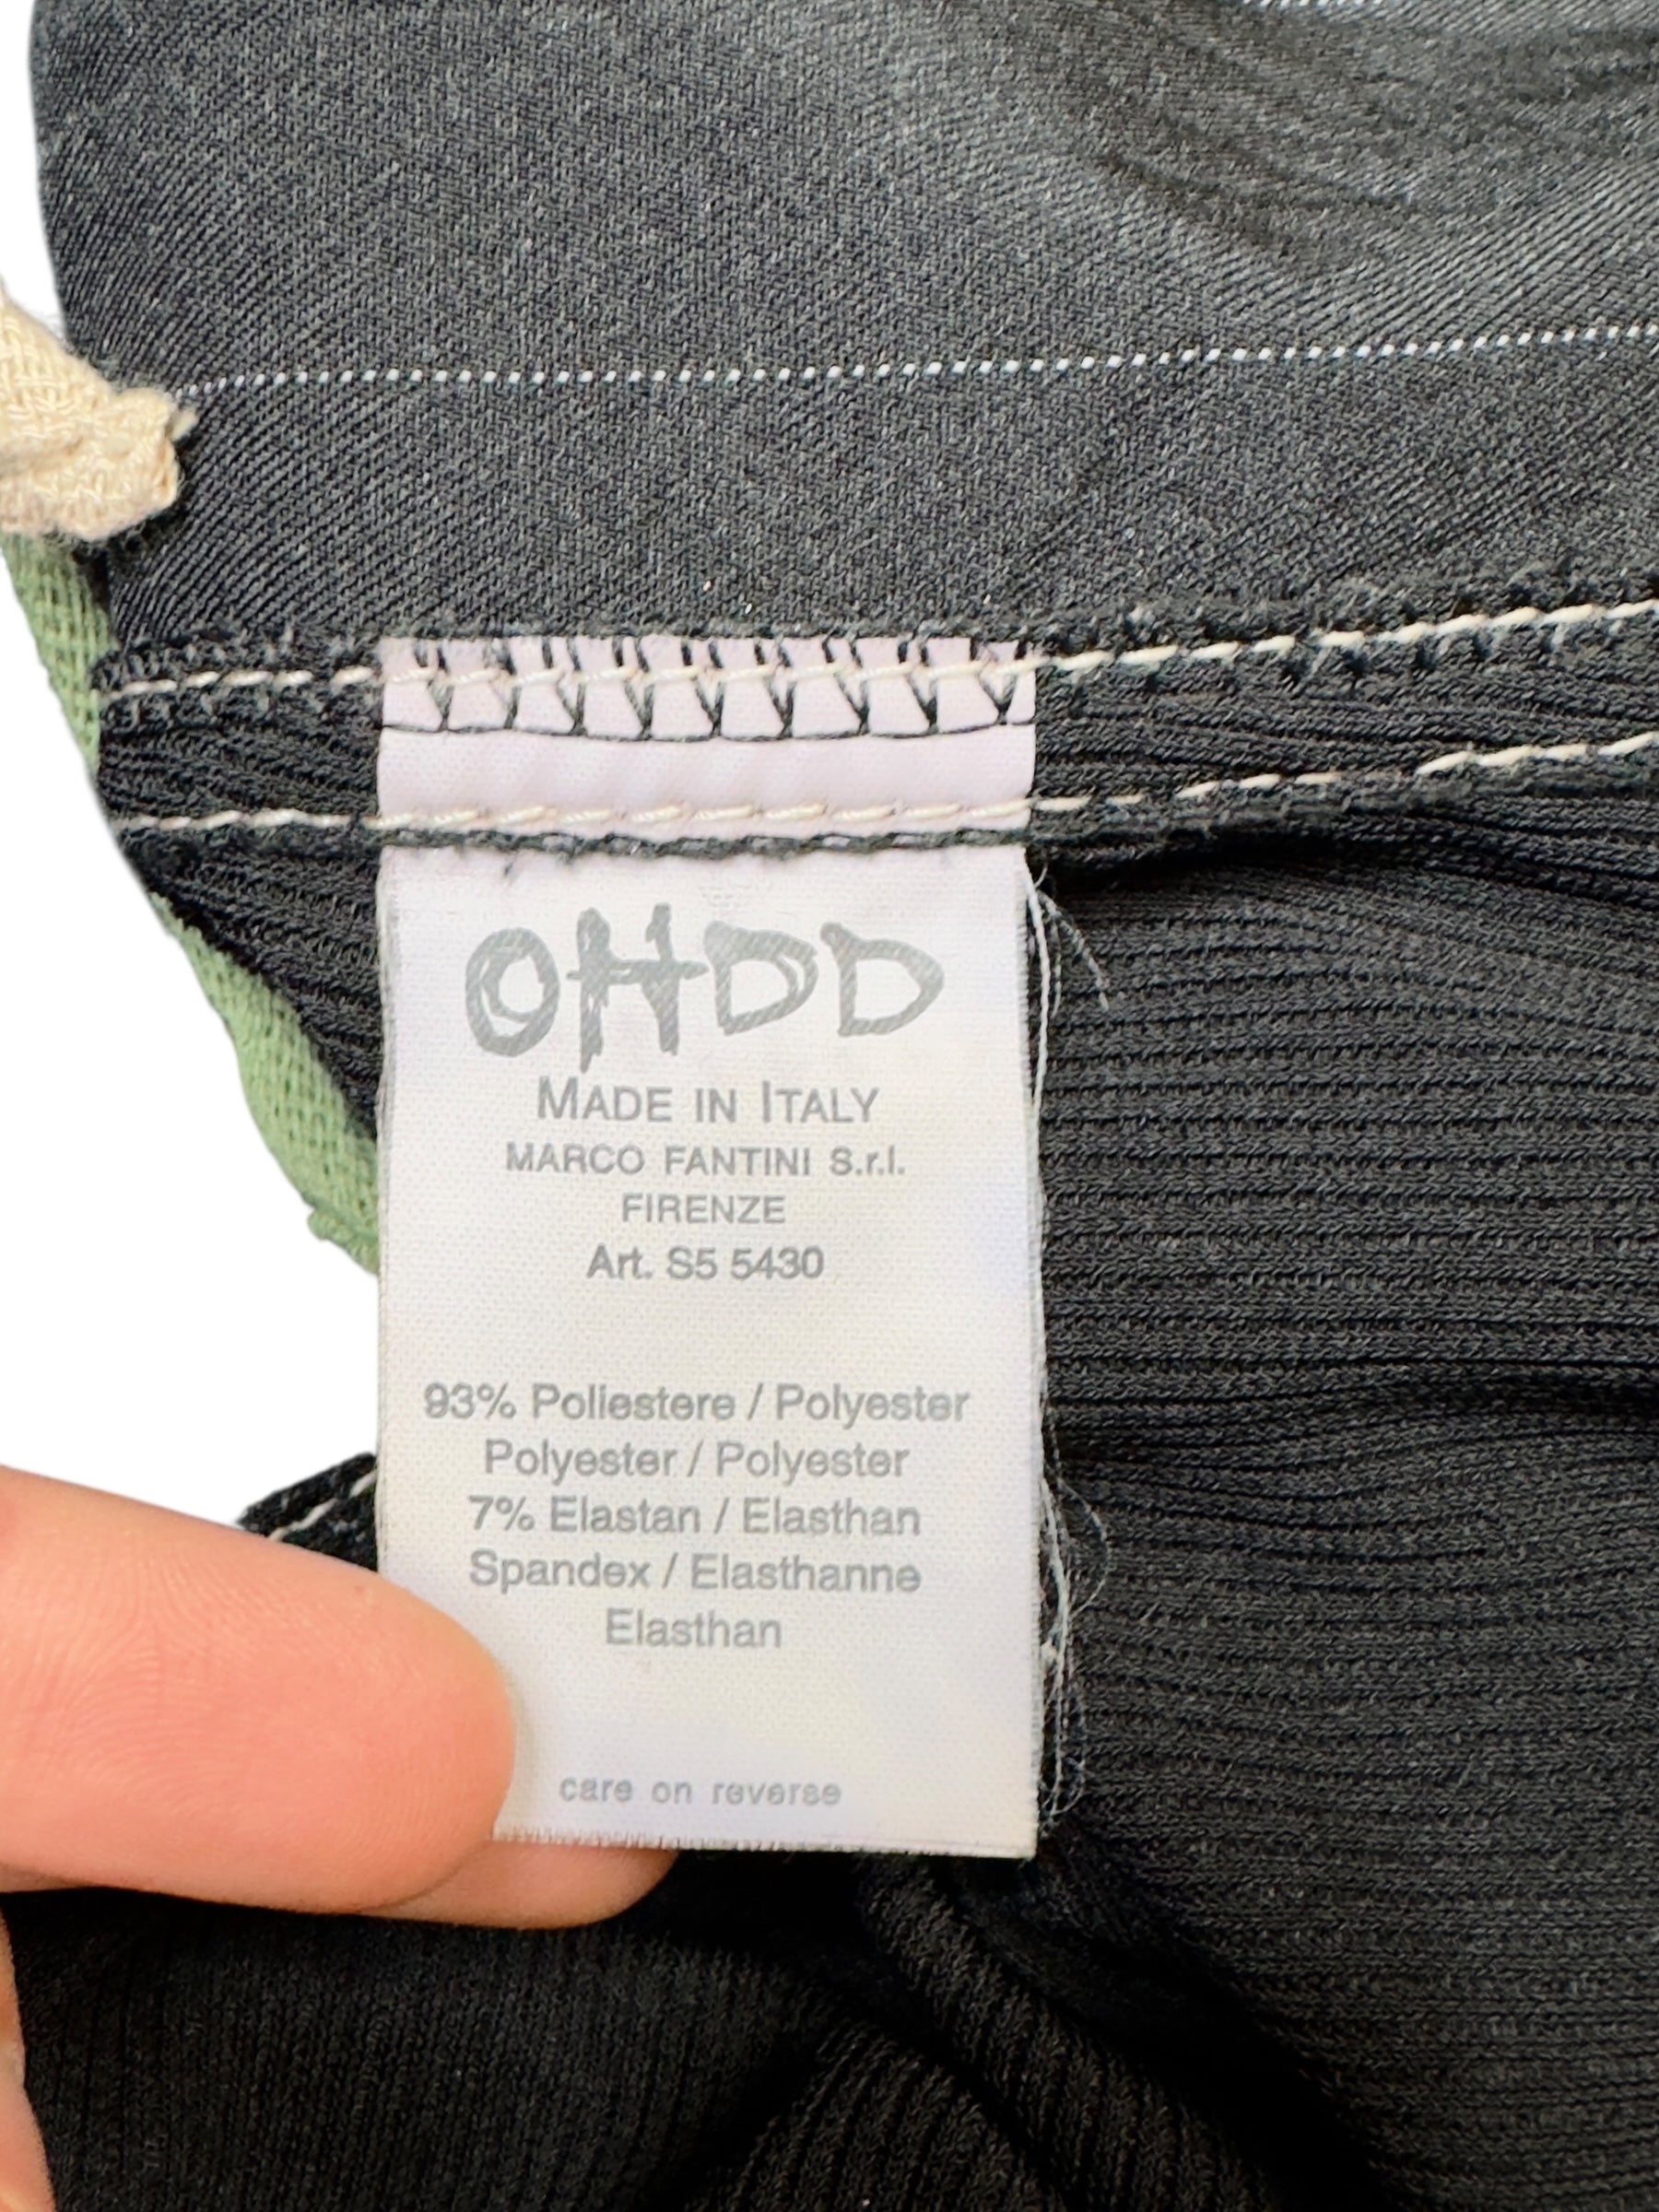 OHDD
MADE IN ITALY
MARCO FANTINI S.r.l.
FIRENZE
Art. S5 5430
93% Poliestere / Polyester
Polyester / Polyester
7% Elastan / Elasthan
Spandex / Elasthanne
Elasthan
care on reverse